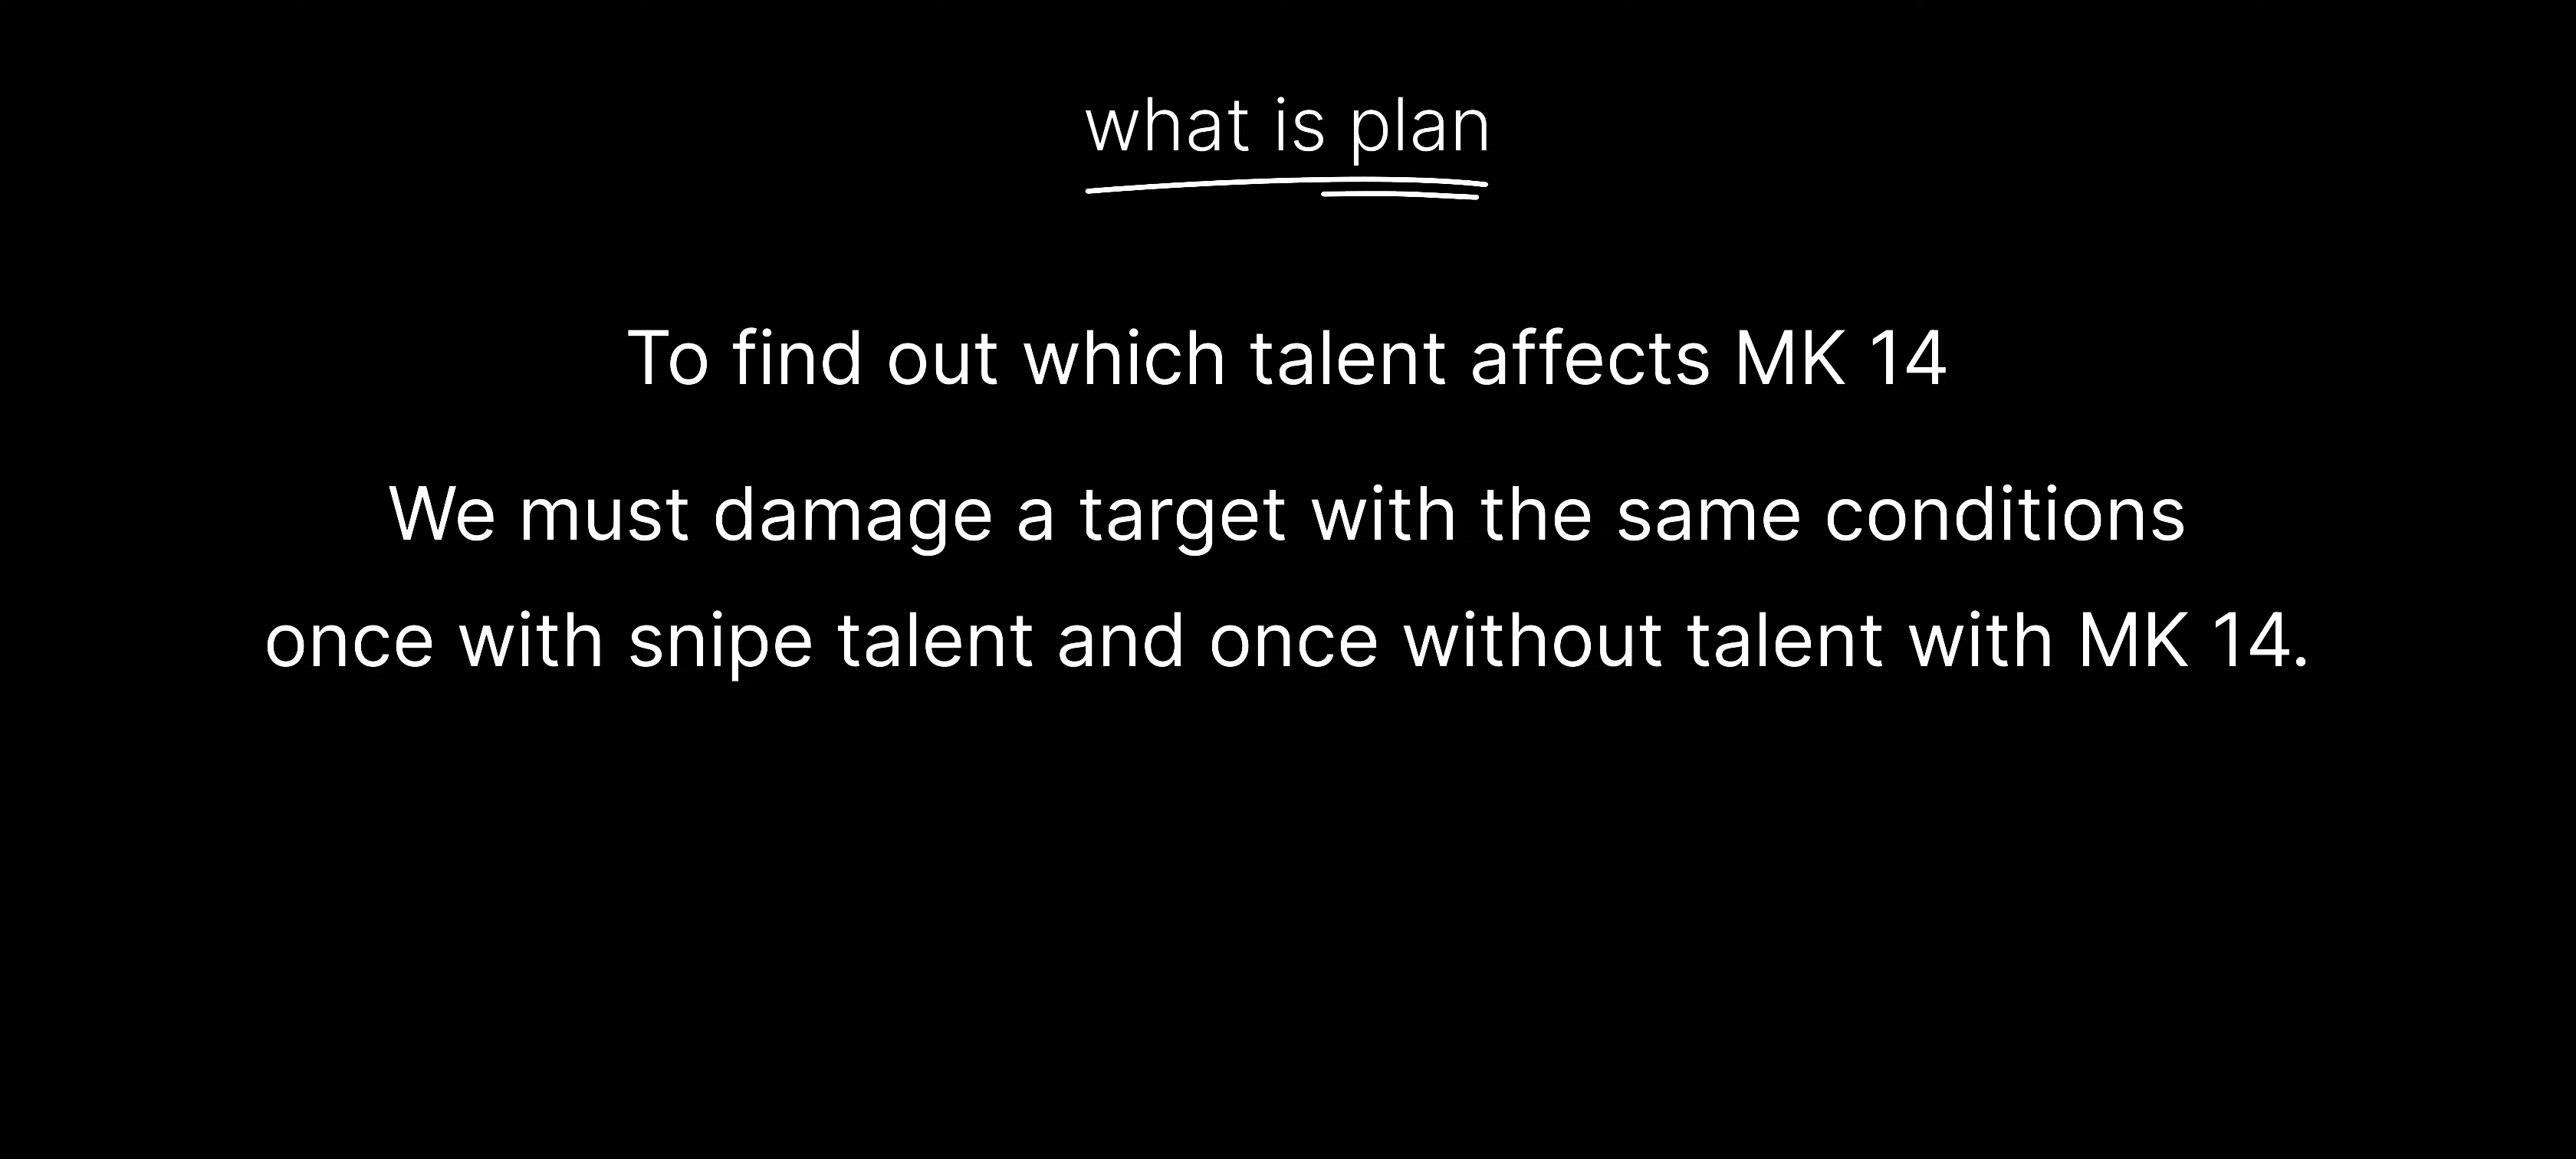 what is plan
To find out which talent affects MK 14
We must damage a target with the same conditions
once with snipe talent and once without talent with MK 14.